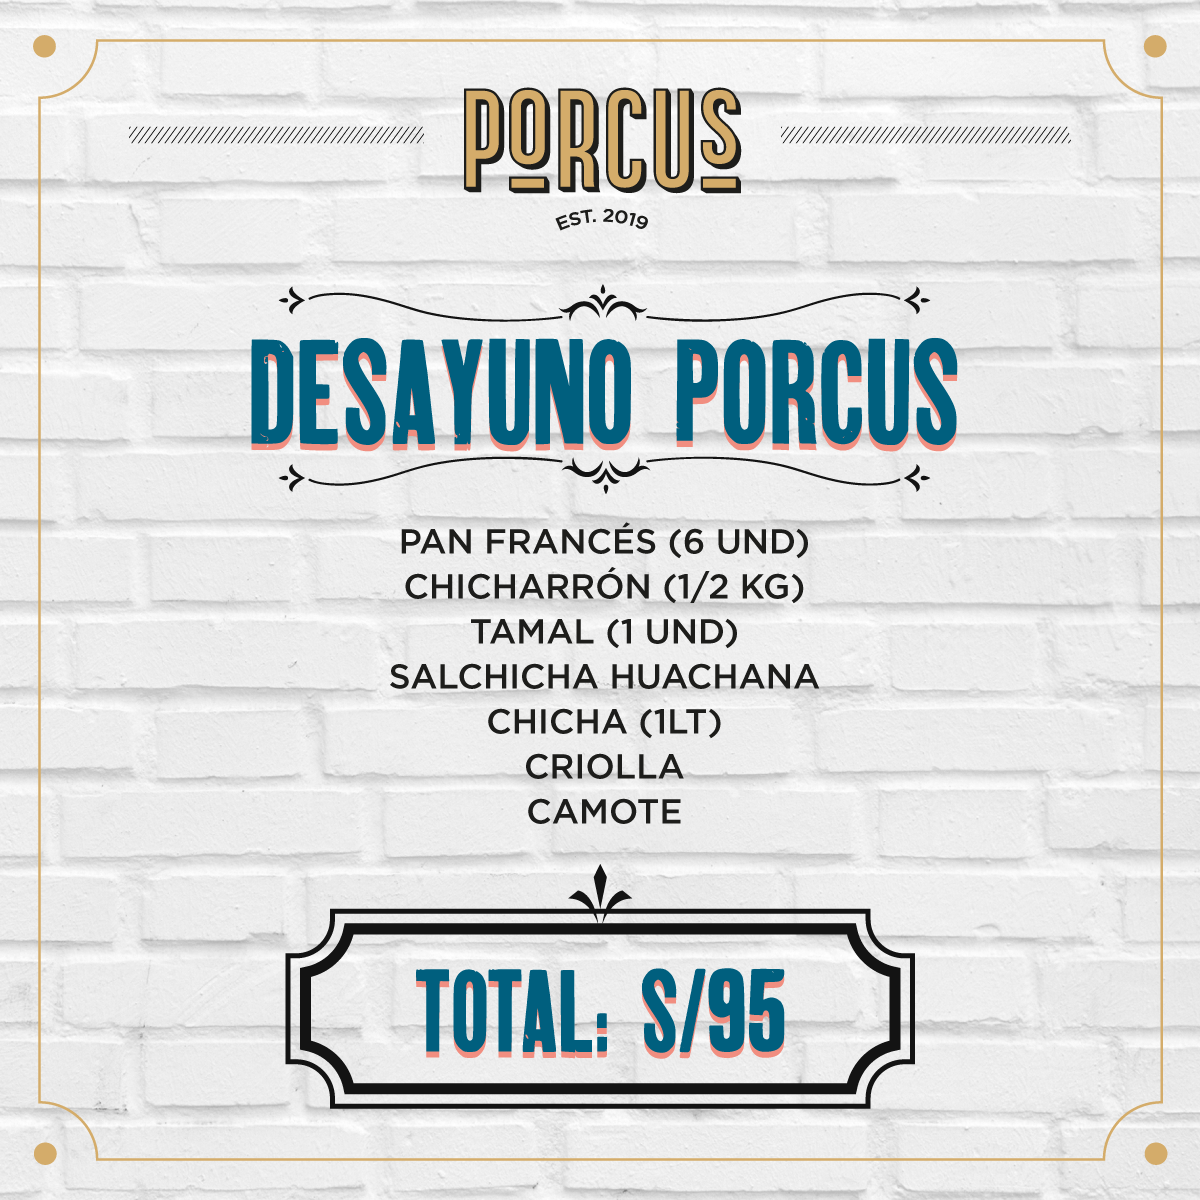 PORCUS
EST. 2019
DESAYUNO PORCUS
PAN FRANCÉS (6 UND)
CHICHARRÓN (1/2 KG)
TAMAL (1 UND)
SALCHICHA HUACHANA
CHICHA (1LT)
CRIOLLA
CAMOTE
TOTAL: S/95